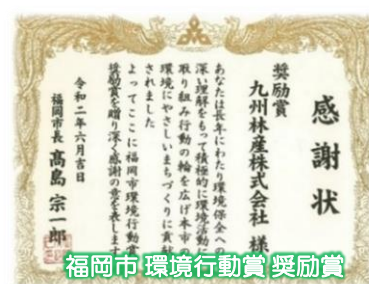 感謝状
奨励賞
九州林産株式会社 様
あなたは長年にわたり環境保全への
深い理解をもって積極的に環境活動に
取り組み行動の輪を広げ本市の
環境にやさしいまちづくりに貢献
されました
よってここに福岡市環境行動賞
奨励賞を贈り深く感謝の意を表します
令和二年六月吉日
福岡市長 髙島 宗一郎
福岡市 環境行動賞 奨励賞